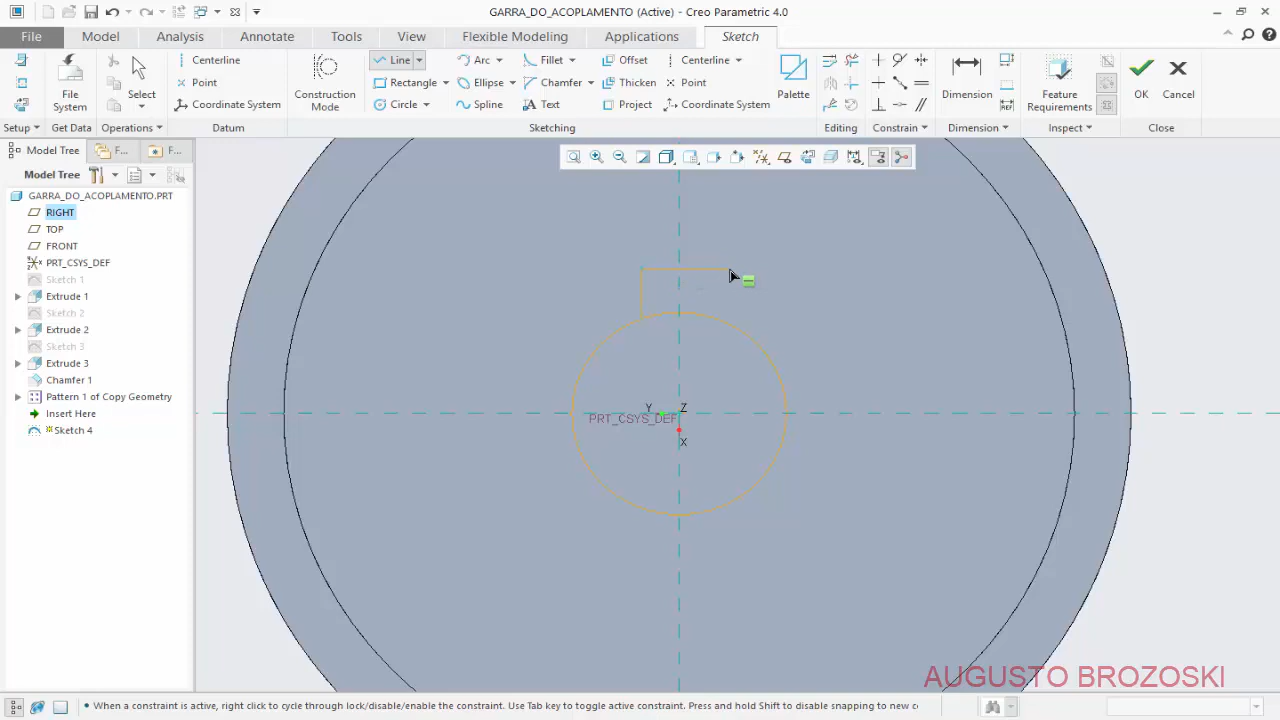 GARRA_DO_ACOPLAMENTO (Active) - Creo Parametric 4.0
File Model Analysis Annotate Tools View Flexible Modeling Applications Sketch
Line Arc Fillet Offset Centerline
Centerline
Rectangle Ellipse Chamfer Thicken Point
Point
Circle Spline Text Project Coordinate System
Coordinate System
File System
Select
Construction Mode
Palette
Dimension
Feature Requirements
OK Cancel
Setup Get Data Operations Datum Sketching Editing Constrain Dimension Inspect Close
Model Tree F... F...
Model Tree
GARRA_DO_ACOPLAMENTO.PRT
RIGHT
TOP
FRONT
PRT_CSYS_DEF
Sketch 1
Extrude 1
Sketch 2
Extrude 2
Sketch 3
Extrude 3
Chamfer 1
Pattern 1 of Copy Geometry
Insert Here
Sketch 4
Y Z
PRT_CSYS_DEF
X
AUGUSTO BROZOSKI
• When a constraint is active, right click to cycle through lock/disable/enable the constraint. Use Tab key to toggle active constraint. Press and hold Shift to disable snapping to new c